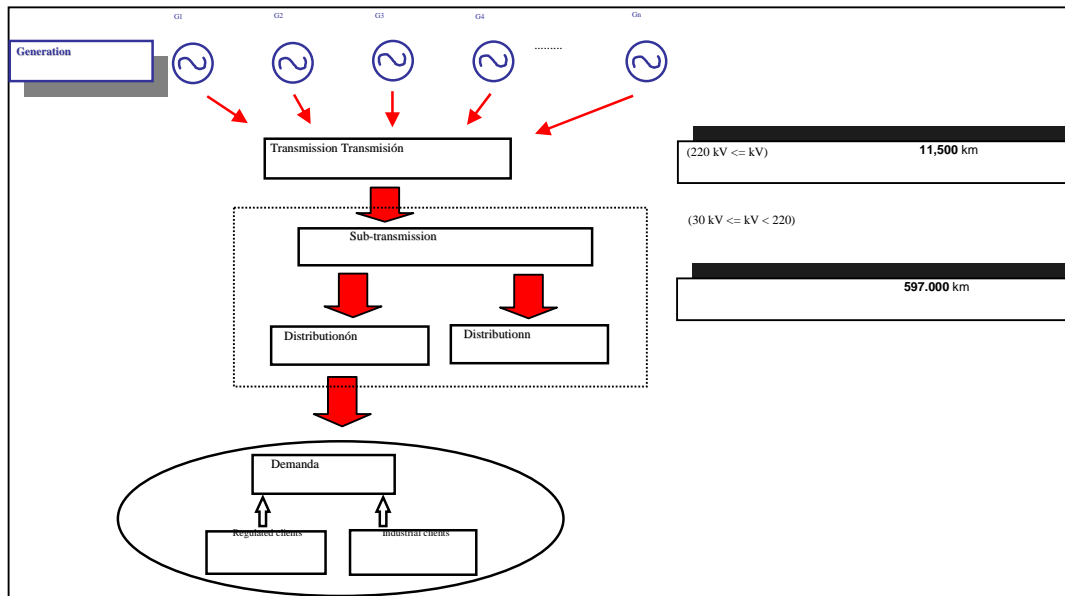 G1
G2
G3
G4
Gn
Generation
.........
Transmission Transmisión
(220 kV <= kV)
11,500 km
Sub-transmission
(30 kV <= kV < 220)
597.000 km
Distributionón
Distributionn
Demanda
Regulated clients
Industrial clients